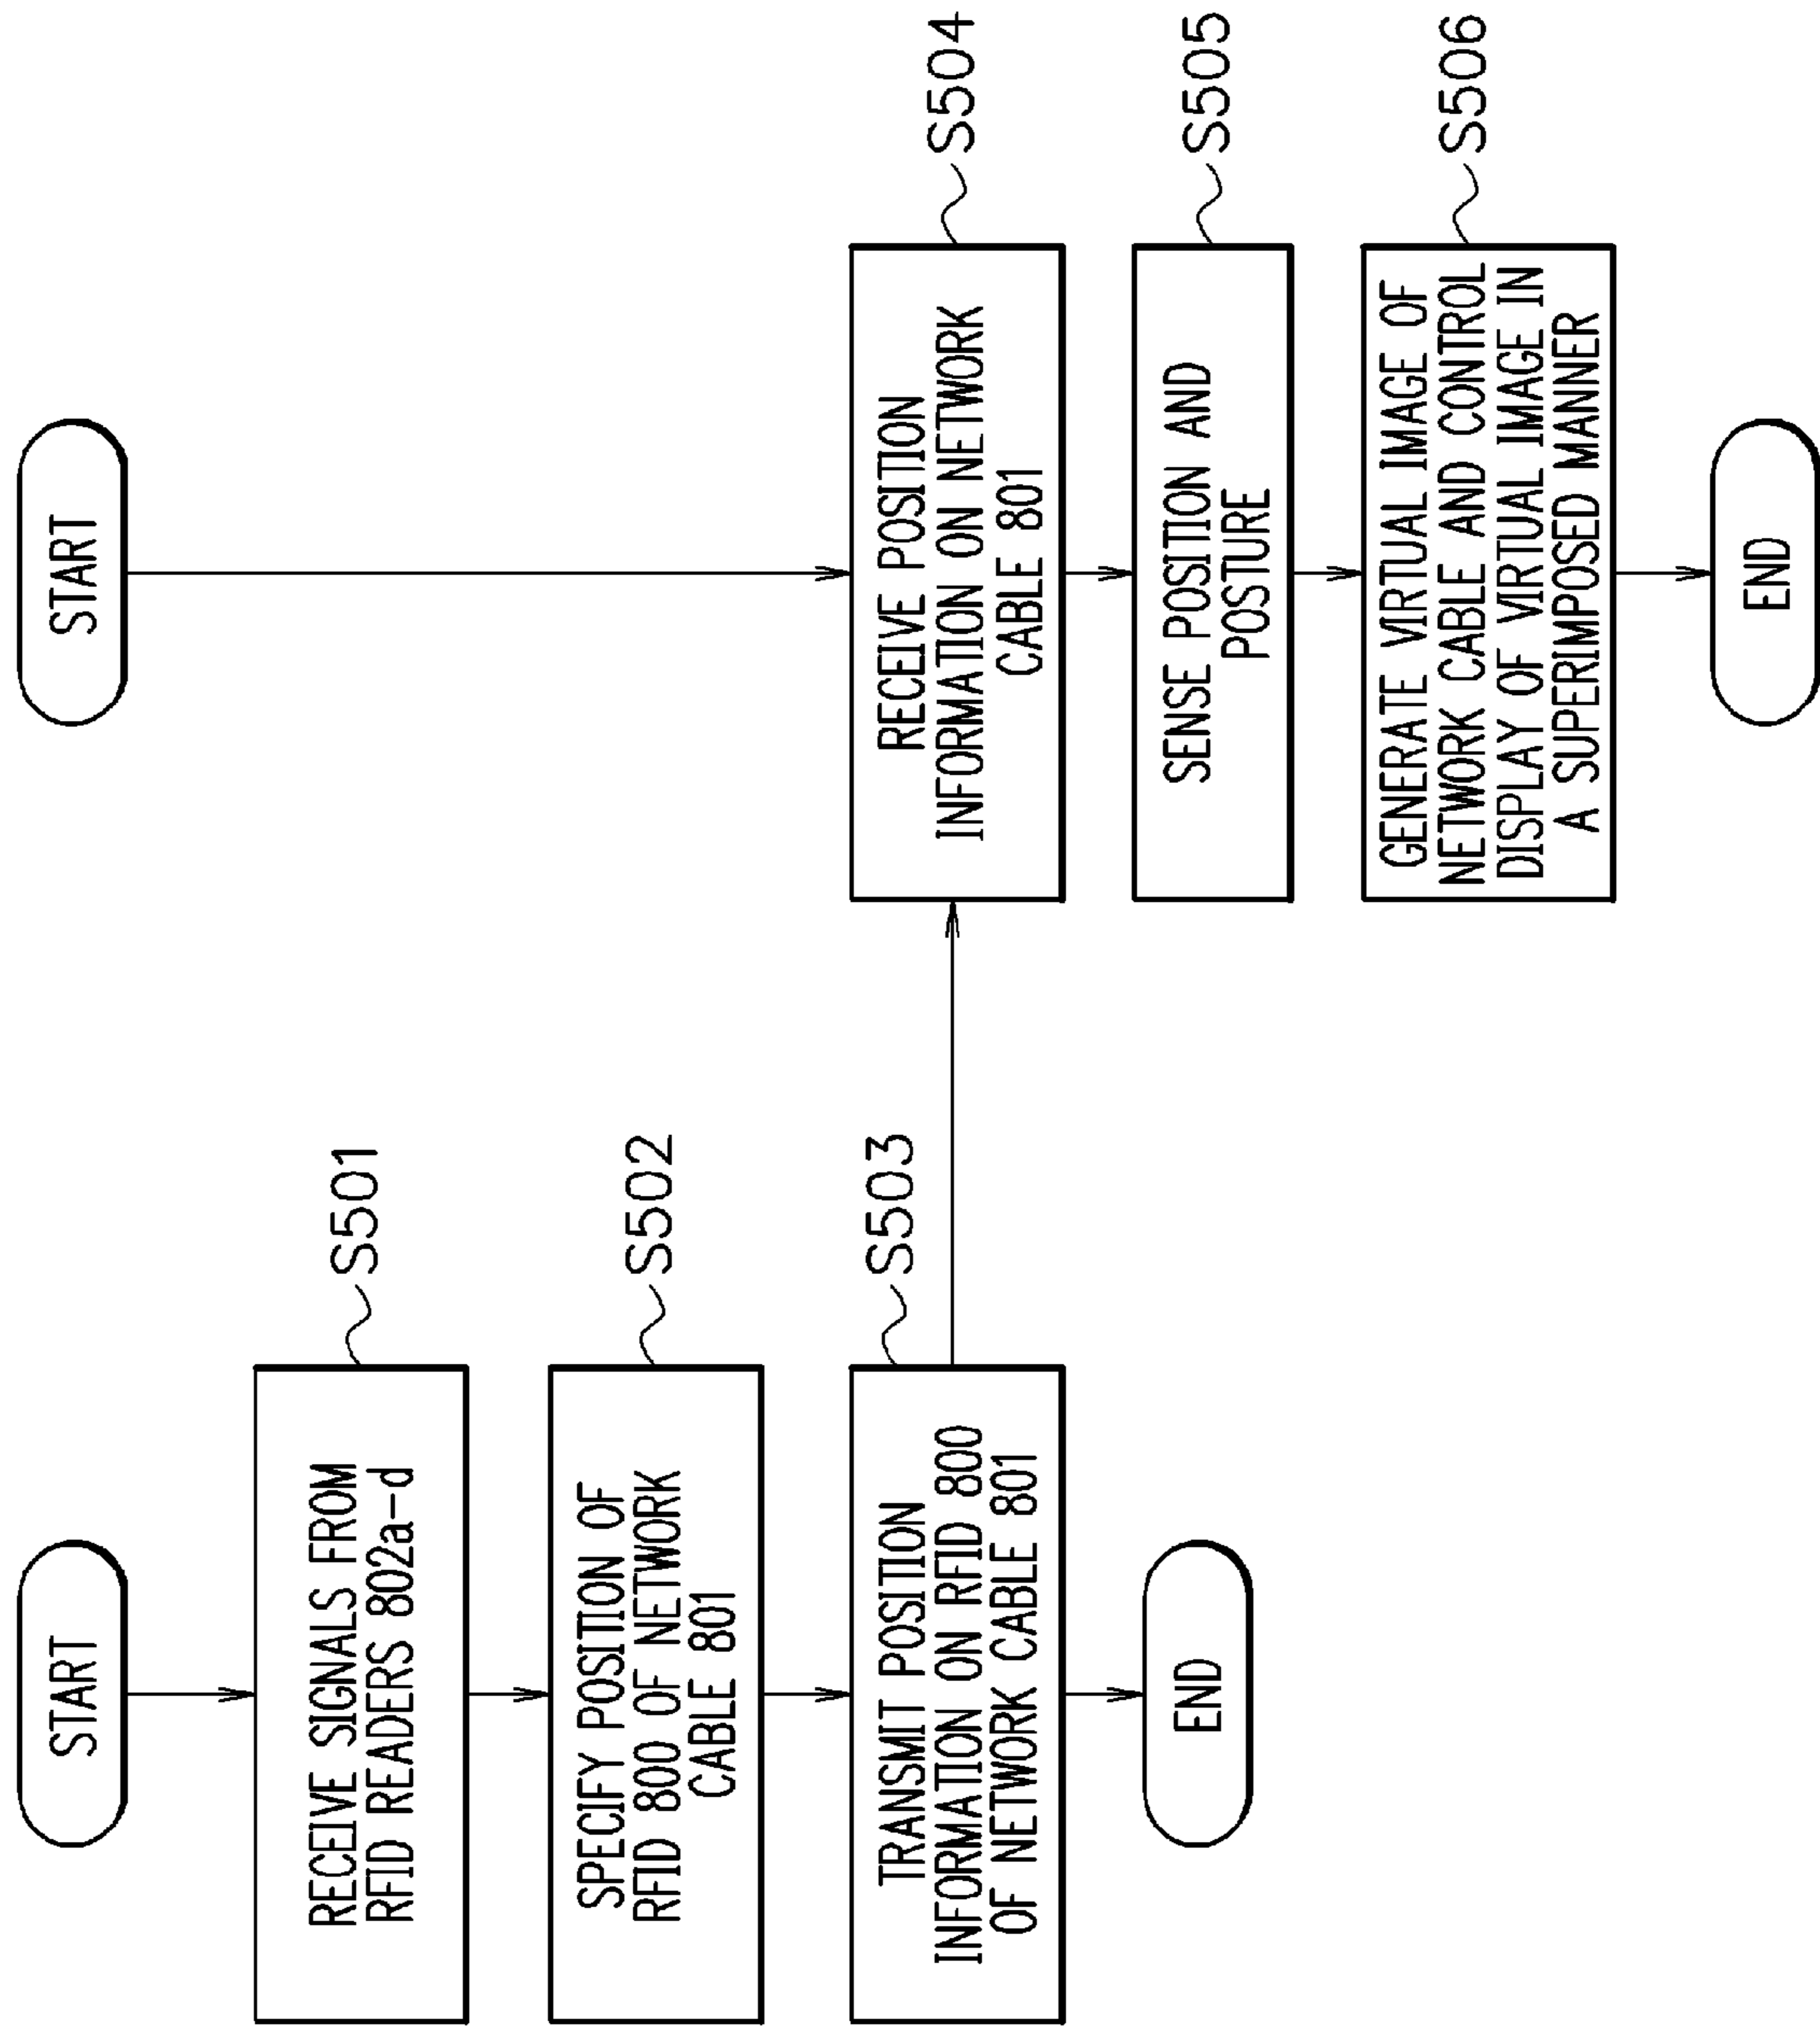 START
RECEIVE SIGNALS FROM
RFID READERS 802a-d
S501
SPECIFY POSITION OF
RFID 800 OF NETWORK
CABLE 801
S502
TRANSMIT POSITION
INFORMATION ON RFID 800
OF NETWORK CABLE 801
S503
END
START
RECEIVE POSITION
INFORMATION ON NETWORK
CABLE 801
S504
SENSE POSITION AND
POSTURE
S505
GENERATE VIRTUAL IMAGE OF
NETWORK CABLE AND CONTROL
DISPLAY OF VIRTUAL IMAGE IN
A SUPERIMPOSED MANNER
S506
END